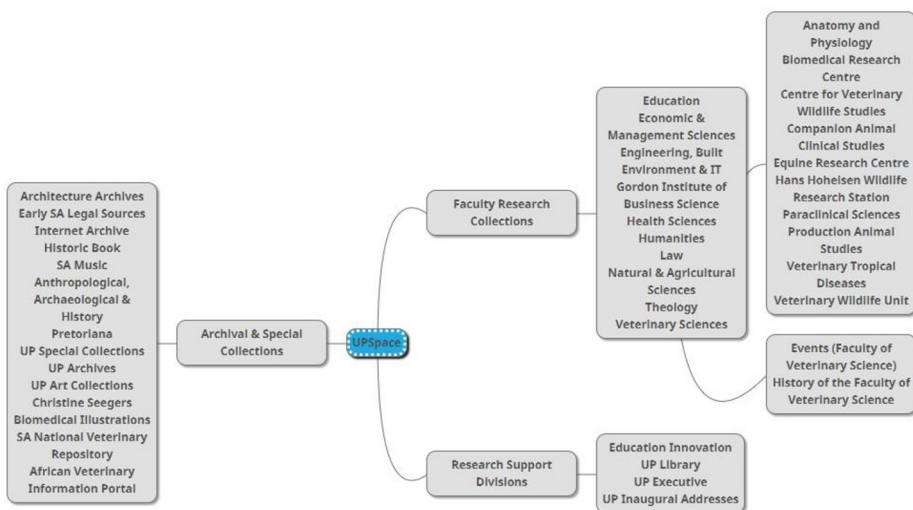 Architecture Archives
Early SA Legal Sources
Internet Archive
Historic Book
SA Music
Anthropological,
Archaeological &
History
Pretoriana
UP Special Collections
UP Archives
UP Art Collections
Christine Seegers
Biomedical Illustrations
SA National Veterinary
Repository
African Veterinary
Information Portal
Archival & Special
Collections
UPSpace
Faculty Research
Collections
Research Support
Divisions
Education
Economic &
Management Sciences
Engineering, Built
Environment & IT
Gordon Institute of
Business Science
Health Sciences
Humanities
Law
Natural & Agricultural
Sciences
Theology
Veterinary Sciences
Education Innovation
UP Library
UP Executive
UP Inaugural Addresses
Anatomy and
Physiology
Biomedical Research
Centre
Centre for Veterinary
Wildlife Studies
Companion Animal
Clinical Studies
Equine Research Centre
Hans Hoheisen Wildlife
Research Station
Paraclinical Sciences
Production Animal
Studies
Veterinary Tropical
Diseases
Veterinary Wildlife Unit
Events (Faculty of
Veterinary Science)
History of the Faculty of
Veterinary Science